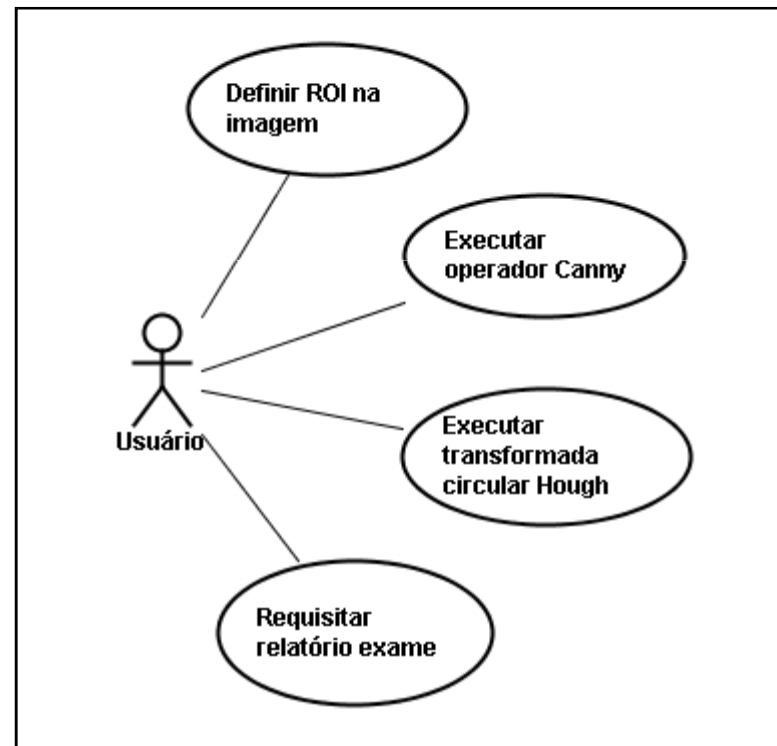 Definir ROI na
imagem
Executar
operador Canny
Usuário
Executar
transformada
circular Hough
Requisitar
relatório exame